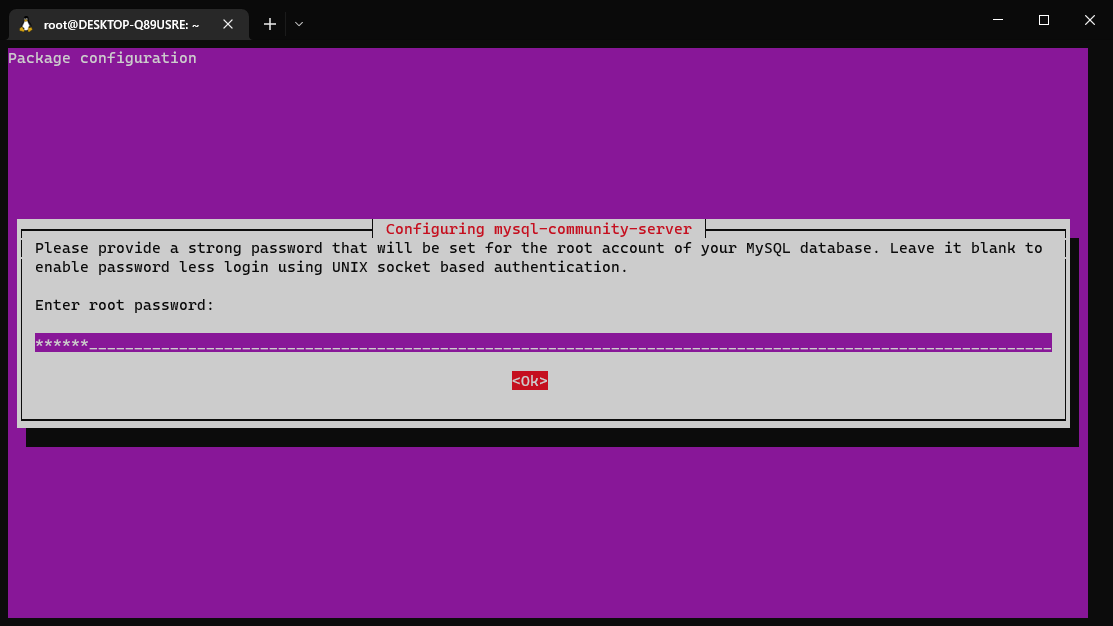 root@DESKTOP-Q89USRE: ~
Package configuration
Configuring mysql-community-server
Please provide a strong password that will be set for the root account of your MySQL database. Leave it blank to
enable password less login using UNIX socket based authentication.
Enter root password:
******_______________________________________________________________________________________________________________
<Ok>